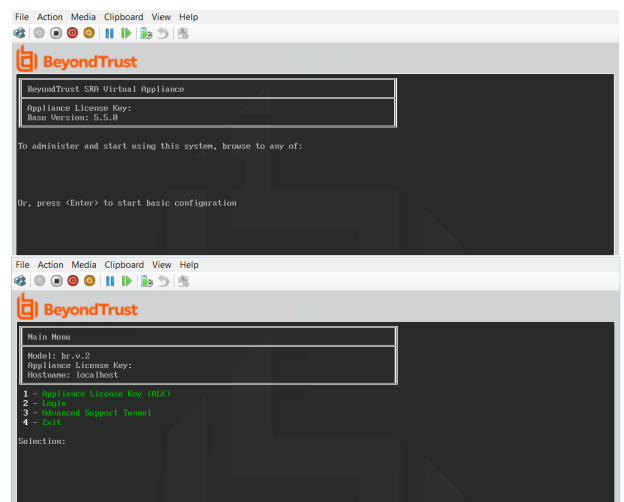 File Action Media Clipboard View Help
BeyondTrust
BeyondTrust SRA Virtual Appliance
Appliance License Key:
Base Version: 5.5.0
To administer and start using this system, browse to any of:
Or, press <Enter> to start basic configuration
File Action Media Clipboard View Help
BeyondTrust
Main Menu
Model: br.v.2
Appliance License Key:
Hostname: localhost
1 - Appliance License Key (ALK)
2 - Login
3 - Advanced Support Tunnel
4 - Exit
Selection: